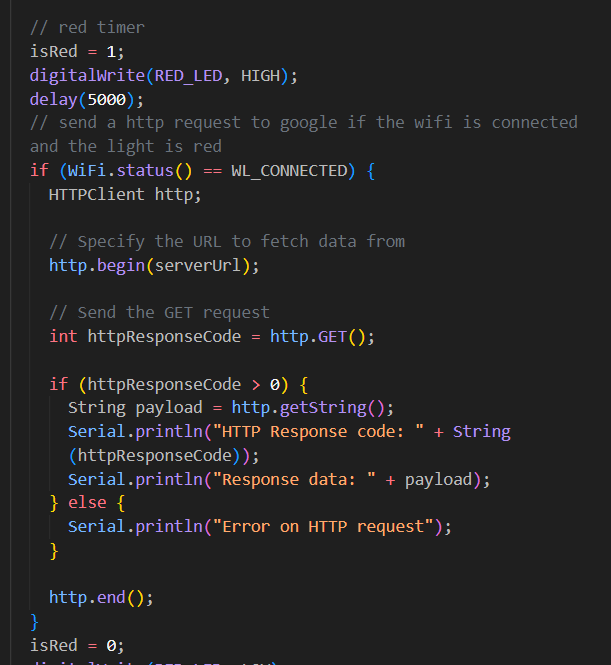 // red timer
isRed = 1;
digitalWrite(RED_LED, HIGH);
delay(5000);
// send a http request to google if the wifi is connected
and the light is red
if (WiFi.status() == WL_CONNECTED) {
HTTPClient http;
// Specify the URL to fetch data from
http.begin(serverUrl);
// Send the GET request
int httpResponseCode = http.GET();
if (httpResponseCode > 0) {
String payload = http.getString();
Serial.println("HTTP Response code: " + String
(httpResponseCode));
Serial.println("Response data: " + payload);
} else {
Serial.println("Error on HTTP request");
}
http.end();
}
isRed = 0;